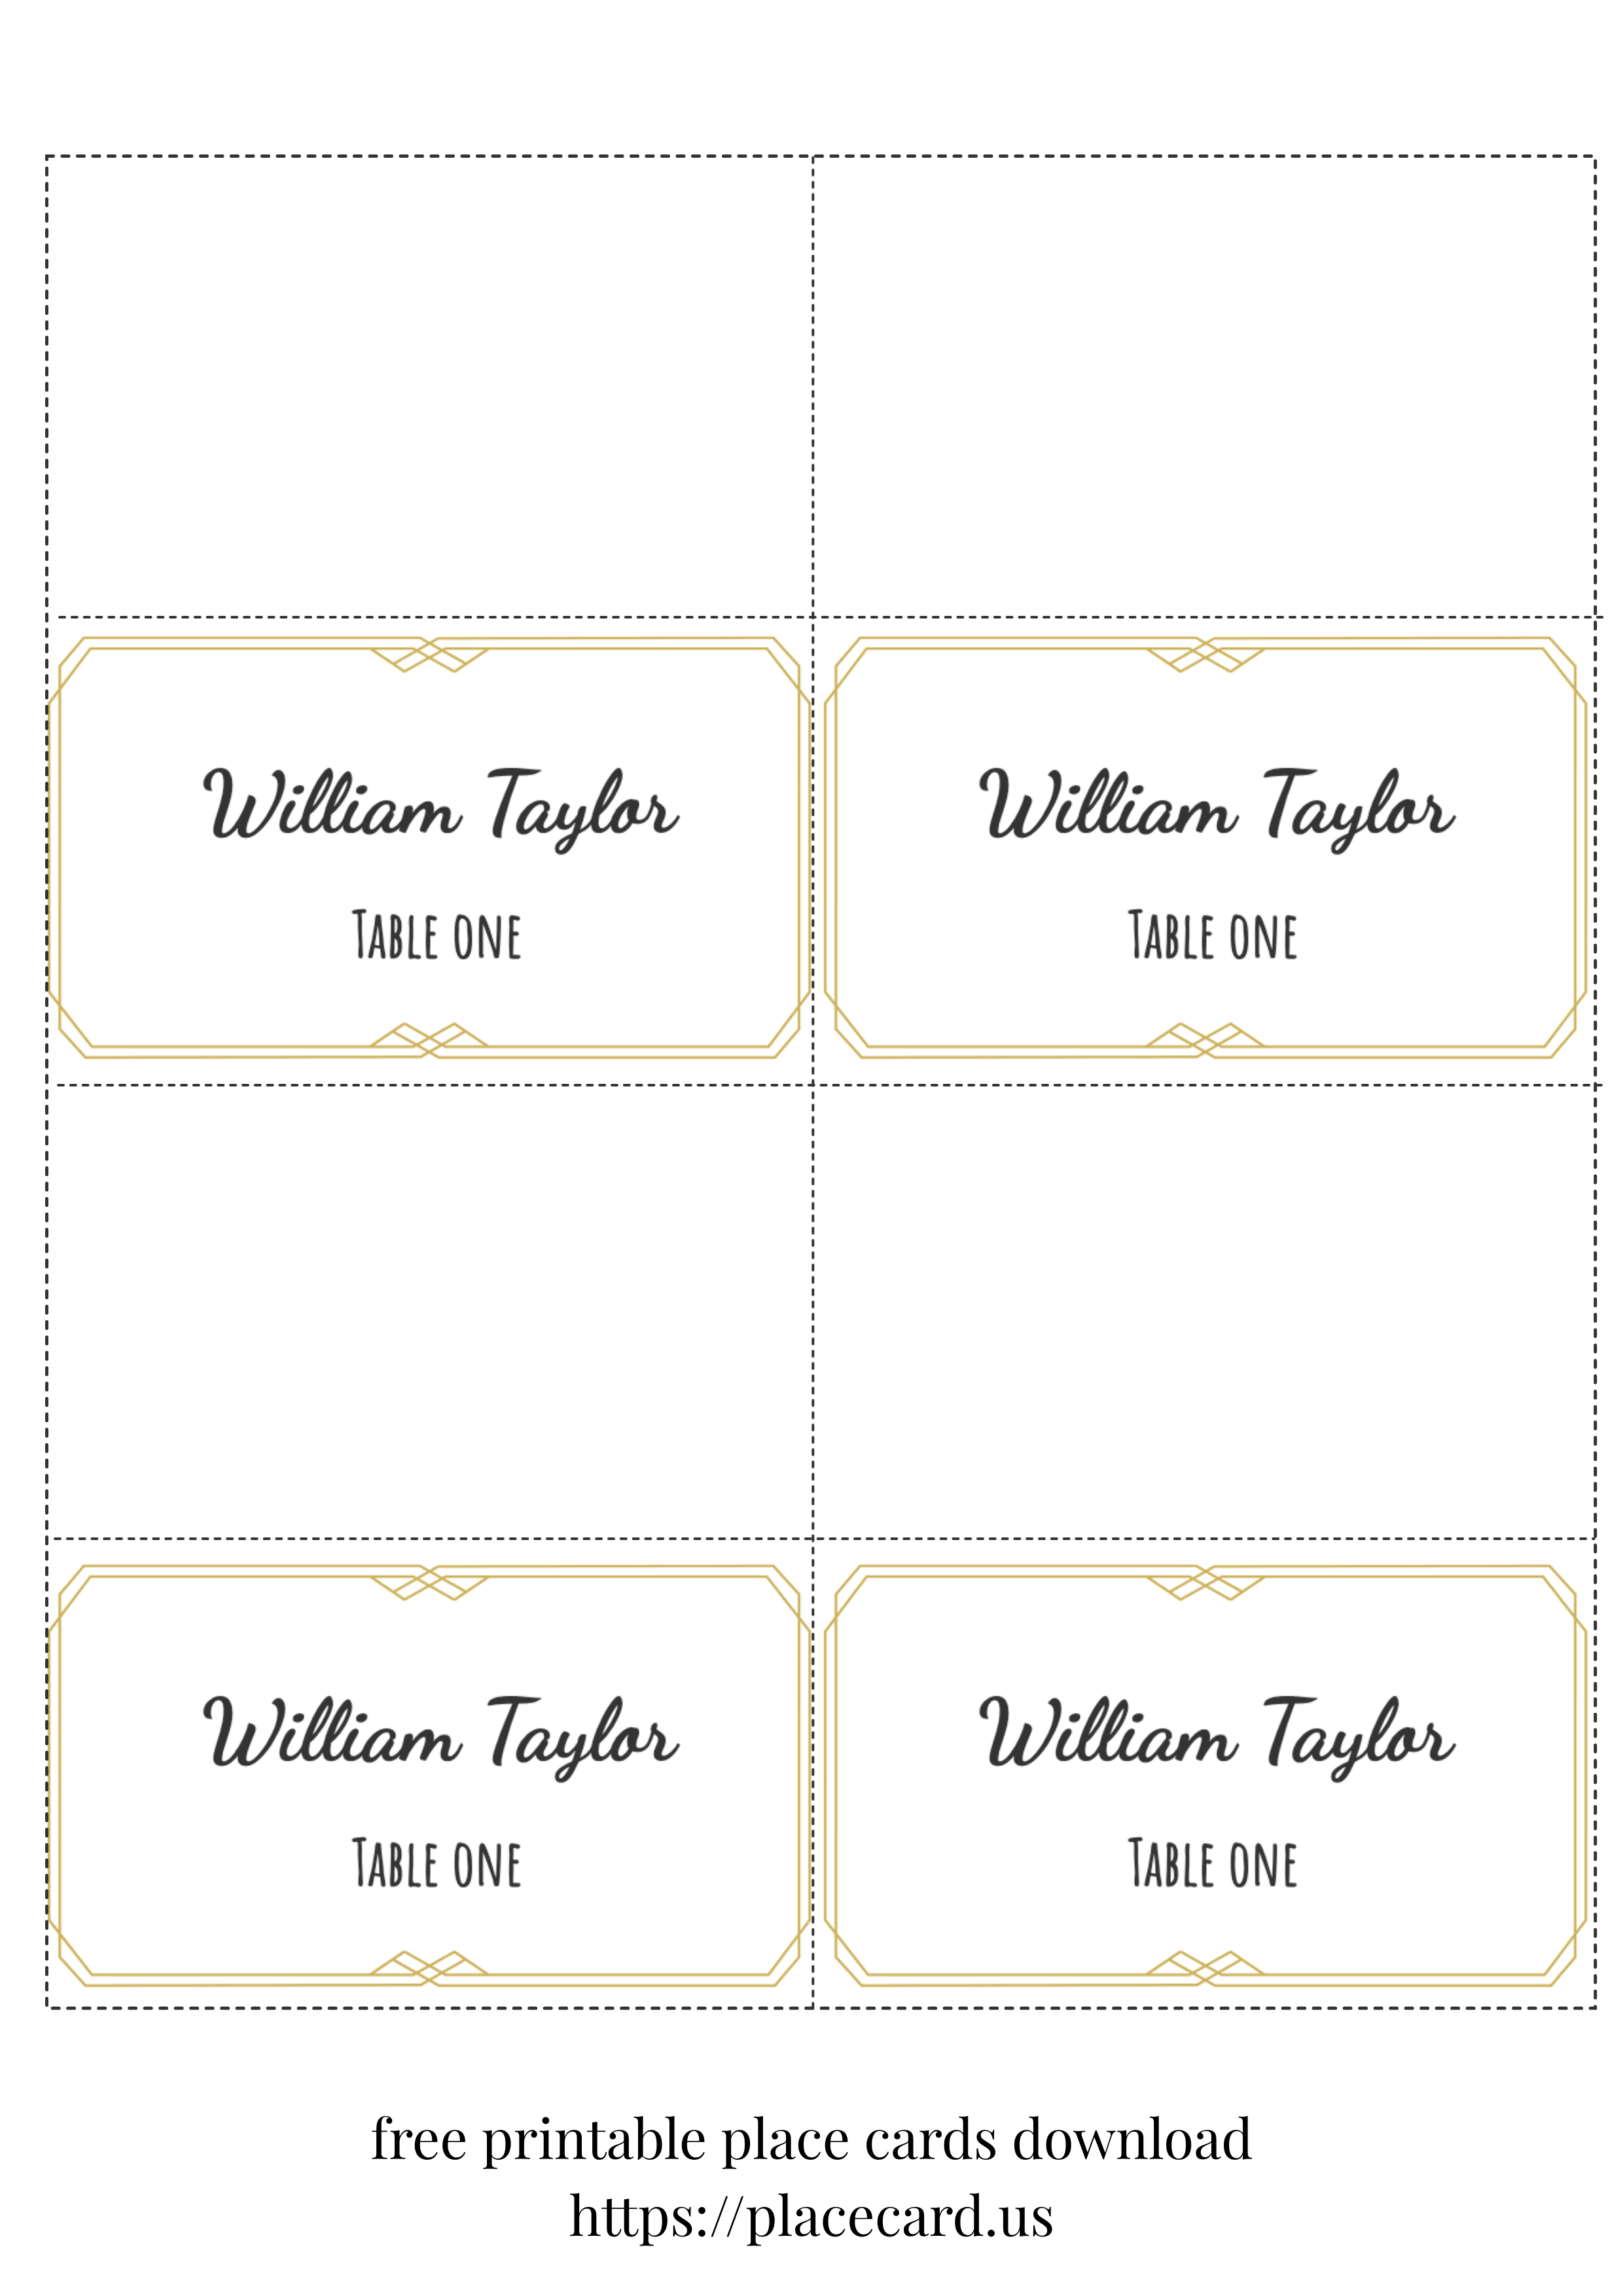 William Taylor William Taylor
Table one Table one
William Taylor William Taylor
Table one Table one
free printable place cards download
https://placecard.us